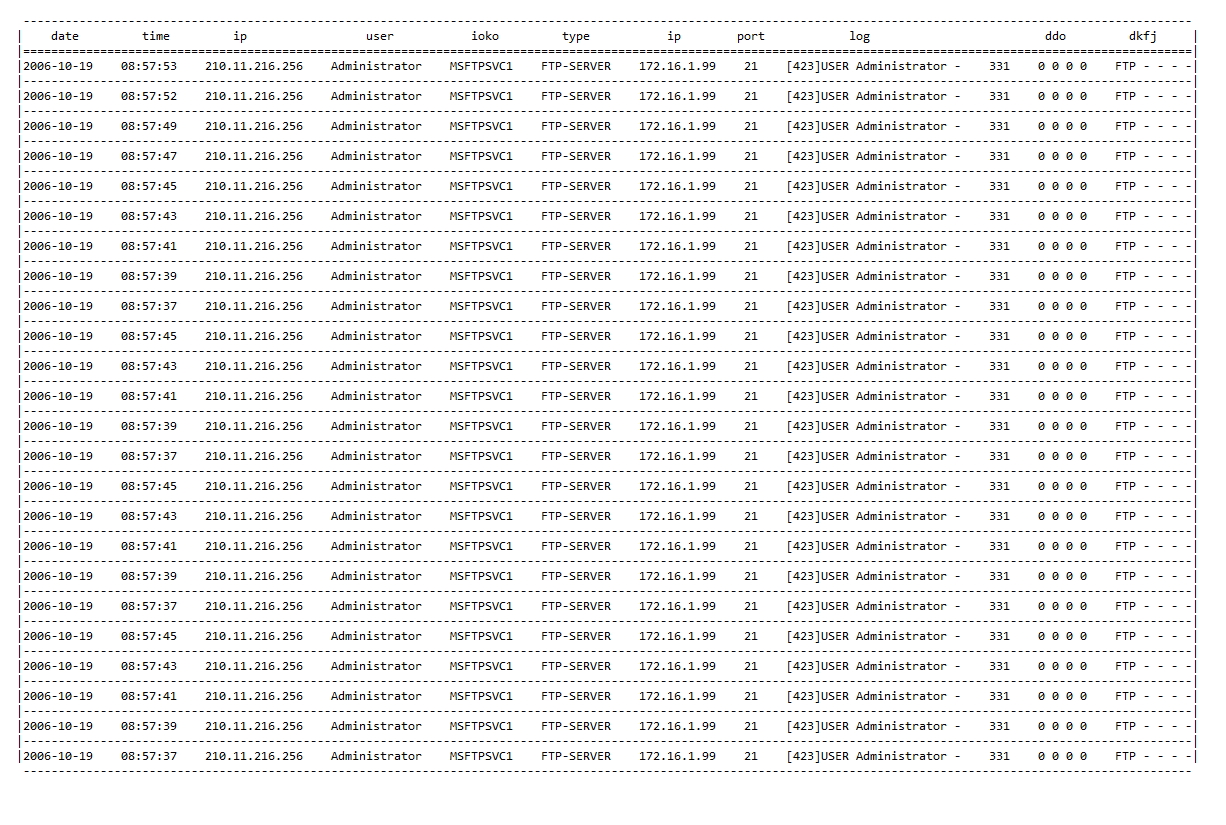 date time ip user ioko type ip port log ddo dkfj
2006-10-19 08:57:53 210.11.216.256 Administrator MSFTPSVC1 FTP-SERVER 172.16.1.99 21 [423]USER Administrator - 331 0 0 0 0 FTP - - - -
2006-10-19 08:57:52 210.11.216.256 Administrator MSFTPSVC1 FTP-SERVER 172.16.1.99 21 [423]USER Administrator - 331 0 0 0 0 FTP - - - -
2006-10-19 08:57:49 210.11.216.256 Administrator MSFTPSVC1 FTP-SERVER 172.16.1.99 21 [423]USER Administrator - 331 0 0 0 0 FTP - - - -
2006-10-19 08:57:47 210.11.216.256 Administrator MSFTPSVC1 FTP-SERVER 172.16.1.99 21 [423]USER Administrator - 331 0 0 0 0 FTP - - - -
2006-10-19 08:57:45 210.11.216.256 Administrator MSFTPSVC1 FTP-SERVER 172.16.1.99 21 [423]USER Administrator - 331 0 0 0 0 FTP - - - -
2006-10-19 08:57:43 210.11.216.256 Administrator MSFTPSVC1 FTP-SERVER 172.16.1.99 21 [423]USER Administrator - 331 0 0 0 0 FTP - - - -
2006-10-19 08:57:41 210.11.216.256 Administrator MSFTPSVC1 FTP-SERVER 172.16.1.99 21 [423]USER Administrator - 331 0 0 0 0 FTP - - - -
2006-10-19 08:57:39 210.11.216.256 Administrator MSFTPSVC1 FTP-SERVER 172.16.1.99 21 [423]USER Administrator - 331 0 0 0 0 FTP - - - -
2006-10-19 08:57:37 210.11.216.256 Administrator MSFTPSVC1 FTP-SERVER 172.16.1.99 21 [423]USER Administrator - 331 0 0 0 0 FTP - - - -
2006-10-19 08:57:45 210.11.216.256 Administrator MSFTPSVC1 FTP-SERVER 172.16.1.99 21 [423]USER Administrator - 331 0 0 0 0 FTP - - - -
2006-10-19 08:57:43 210.11.216.256 Administrator MSFTPSVC1 FTP-SERVER 172.16.1.99 21 [423]USER Administrator - 331 0 0 0 0 FTP - - - -
2006-10-19 08:57:41 210.11.216.256 Administrator MSFTPSVC1 FTP-SERVER 172.16.1.99 21 [423]USER Administrator - 331 0 0 0 0 FTP - - - -
2006-10-19 08:57:39 210.11.216.256 Administrator MSFTPSVC1 FTP-SERVER 172.16.1.99 21 [423]USER Administrator - 331 0 0 0 0 FTP - - - -
2006-10-19 08:57:37 210.11.216.256 Administrator MSFTPSVC1 FTP-SERVER 172.16.1.99 21 [423]USER Administrator - 331 0 0 0 0 FTP - - - -
2006-10-19 08:57:45 210.11.216.256 Administrator MSFTPSVC1 FTP-SERVER 172.16.1.99 21 [423]USER Administrator - 331 0 0 0 0 FTP - - - -
2006-10-19 08:57:43 210.11.216.256 Administrator MSFTPSVC1 FTP-SERVER 172.16.1.99 21 [423]USER Administrator - 331 0 0 0 0 FTP - - - -
2006-10-19 08:57:41 210.11.216.256 Administrator MSFTPSVC1 FTP-SERVER 172.16.1.99 21 [423]USER Administrator - 331 0 0 0 0 FTP - - - -
2006-10-19 08:57:39 210.11.216.256 Administrator MSFTPSVC1 FTP-SERVER 172.16.1.99 21 [423]USER Administrator - 331 0 0 0 0 FTP - - - -
2006-10-19 08:57:37 210.11.216.256 Administrator MSFTPSVC1 FTP-SERVER 172.16.1.99 21 [423]USER Administrator - 331 0 0 0 0 FTP - - - -
2006-10-19 08:57:45 210.11.216.256 Administrator MSFTPSVC1 FTP-SERVER 172.16.1.99 21 [423]USER Administrator - 331 0 0 0 0 FTP - - - -
2006-10-19 08:57:43 210.11.216.256 Administrator MSFTPSVC1 FTP-SERVER 172.16.1.99 21 [423]USER Administrator - 331 0 0 0 0 FTP - - - -
2006-10-19 08:57:41 210.11.216.256 Administrator MSFTPSVC1 FTP-SERVER 172.16.1.99 21 [423]USER Administrator - 331 0 0 0 0 FTP - - - -
2006-10-19 08:57:39 210.11.216.256 Administrator MSFTPSVC1 FTP-SERVER 172.16.1.99 21 [423]USER Administrator - 331 0 0 0 0 FTP - - - -
2006-10-19 08:57:37 210.11.216.256 Administrator MSFTPSVC1 FTP-SERVER 172.16.1.99 21 [423]USER Administrator - 331 0 0 0 0 FTP - - - -